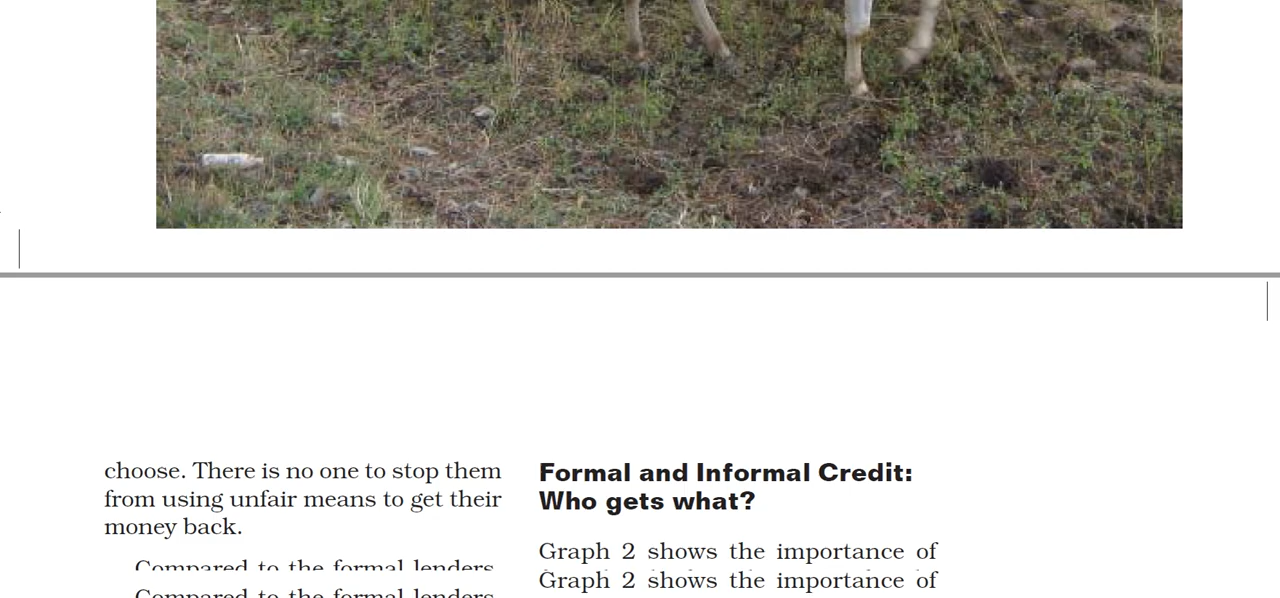 choose. There is no one to stop them
from using unfair means to get their
money back.
Compared to the formal lenders
Compared to the formal lenders
Formal and Informal Credit:
Who gets what?
Graph 2 shows the importance of
Graph 2 shows the importance of